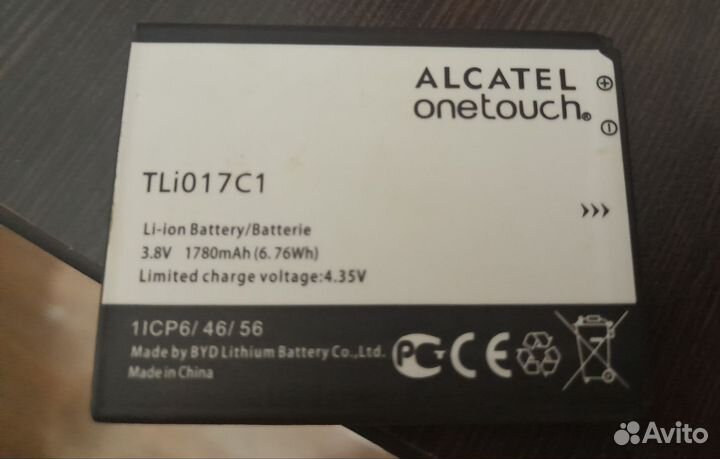 ALCATEL
onetouch®
TLi017C1
Li-ion Battery/Batterie
3.8V 1780mAh(6.76Wh)
Limited charge voltage:4.35V
>>>
1ICP6/ 46/ 56
Made by BYD Lithium Battery Co.,Ltd.
Made in China
PG CE
Avito